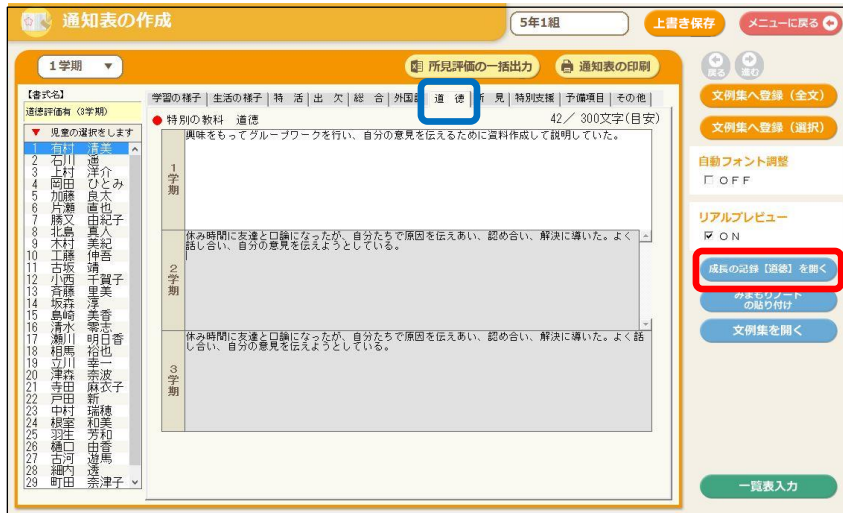 通知表の作成
5年1組
上書き保存
メニューに戻る
1学期 ▼
所見評価の一括出力
通知表の印刷
戻る
進む
【書式名】
道徳評価有（3学期）
▼ 児童の選択をします
1 有村 清美
2 石川 遥
3 上村 洋介
4 岡田 ひとみ
5 加藤 良太
6 片瀬 直也
7 勝又 由紀子
8 北島 真人
9 木村 美紀
10 工藤 伸吾
11 古坂 靖
12 小西 千賀子
13 斉藤 里美
14 坂森 淳
15 島崎 美香
16 清水 零志
17 瀬川 明日香
18 相馬 裕也
19 立川 幸一
20 津森 奈波
21 寺田 麻衣子
22 戸田 新
23 中村 瑞穂
24 根室 和美
25 羽生 芳和
26 樋口 由香
27 古河 遊馬
28 細内 透
29 町田 奈津子
学習の様子 生活の様子 特 活 出 欠 総 合 外国語 道 徳 所 見 特別支援 予備項目 その他
● 特別の教科 道徳
42／ 300文字(目安)
1学期
興味をもってグループワークを行い、自分の意見を伝えるために資料作成して説明していた。
2学期
休み時間に友達と口論になったが、自分たちで原因を伝えあい、認め合い、解決に導いた。よく
話し合い、自分の意見を伝えようとしている。
3学期
休み時間に友達と口論になったが、自分たちで原因を伝えあい、認め合い、解決に導いた。よく話
し合い、自分の意見を伝えようとしている。
文例集へ登録（全文）
文例集へ登録（選択）
自動フォント調整
OFF
リアルプレビュー
ON
成長の記録【道徳】を開く
みまもりノート
の貼り付け
文例集を開く
一覧表入力